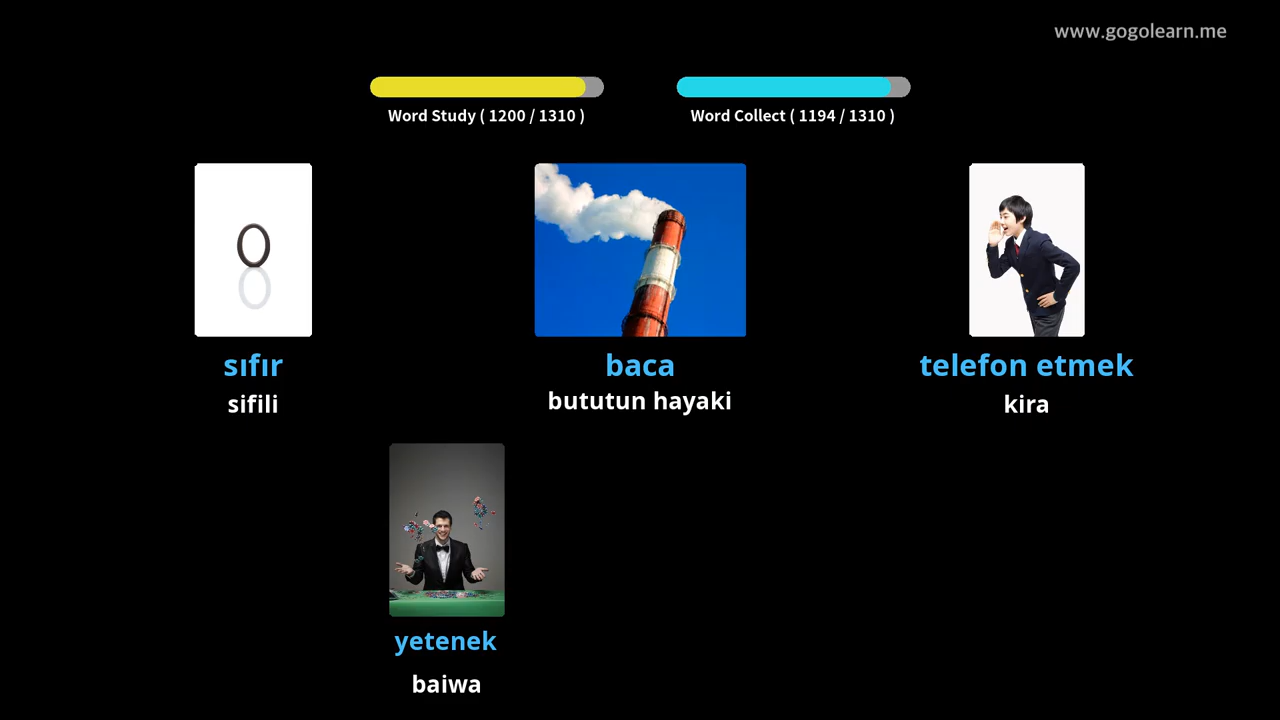 www.gogolearn.me
Word Study ( 1200 / 1310 )
Word Collect ( 1194 / 1310 )
sıfır
sifili
baca
bututun hayaki
telefon etmek
kira
yetenek
baiwa